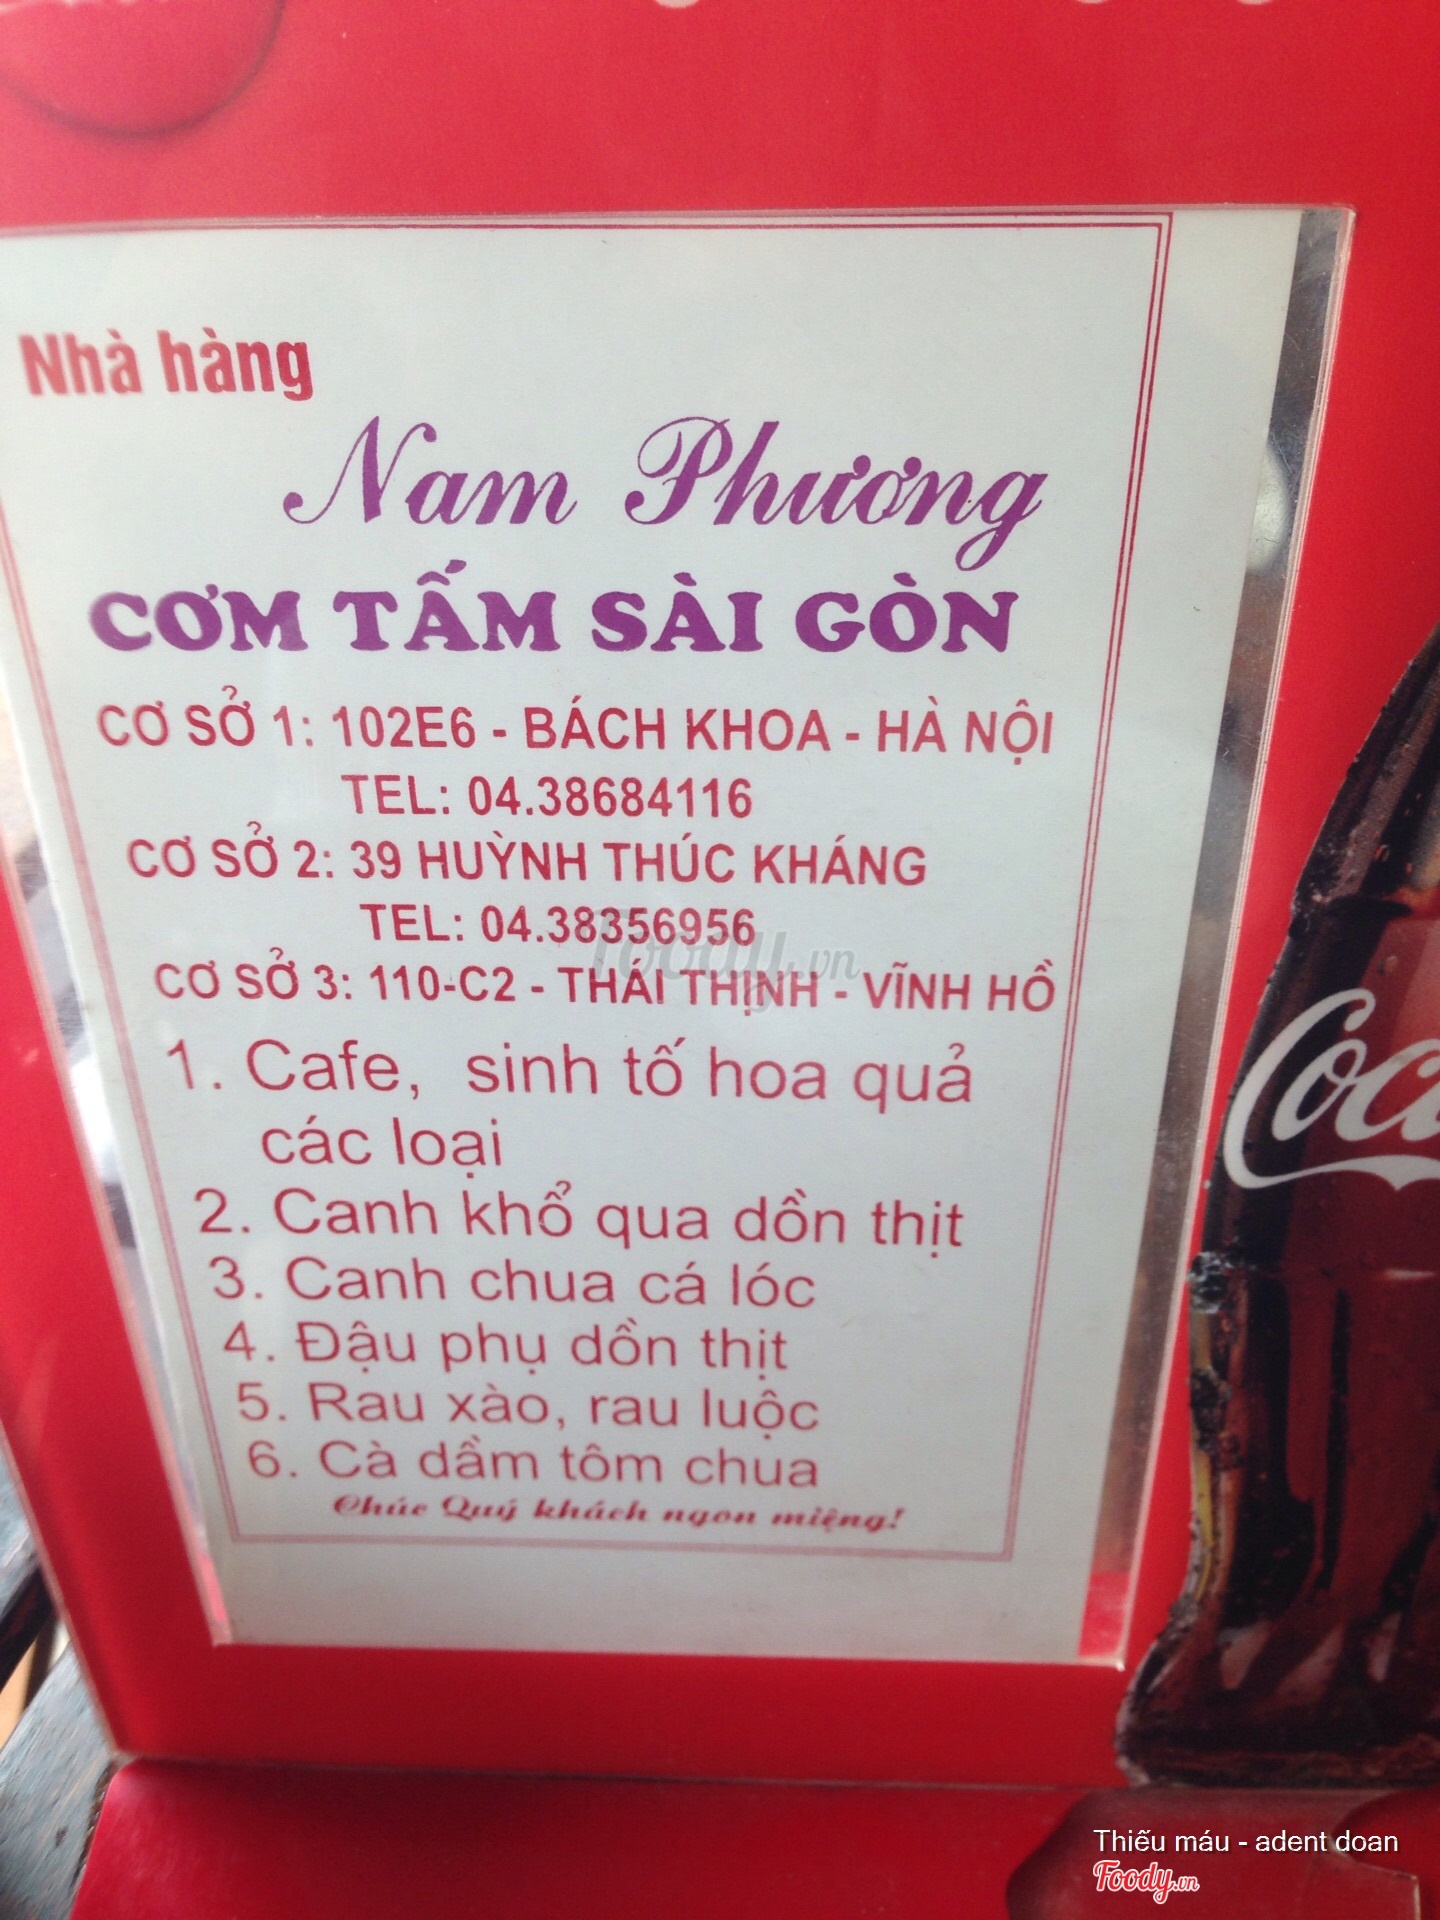 Nhà hàng
Nam Phương
CƠM TẤM SÀI GÒN
CƠ SỞ 1: 102E6 - BÁCH KHOA - HÀ NỘI
TEL: 04.38684116
CƠ SỞ 2: 39 HUỲNH THÚC KHÁNG
TEL: 04.38356956
Foody.vn
CƠ SỞ 3: 110-C2 - THÁI THỊNH - VĨNH HỒ
1. Cafe, sinh tố hoa quả
các loại
2. Canh khổ qua dồn thịt
3. Canh chua cá lóc
4. Đậu phụ dồn thịt
5. Rau xào, rau luộc
6. Cà dầm tôm chua
Chúc Quý khách ngon miệng!
Coca
Thiếu máu - adent doan
Foody.vn